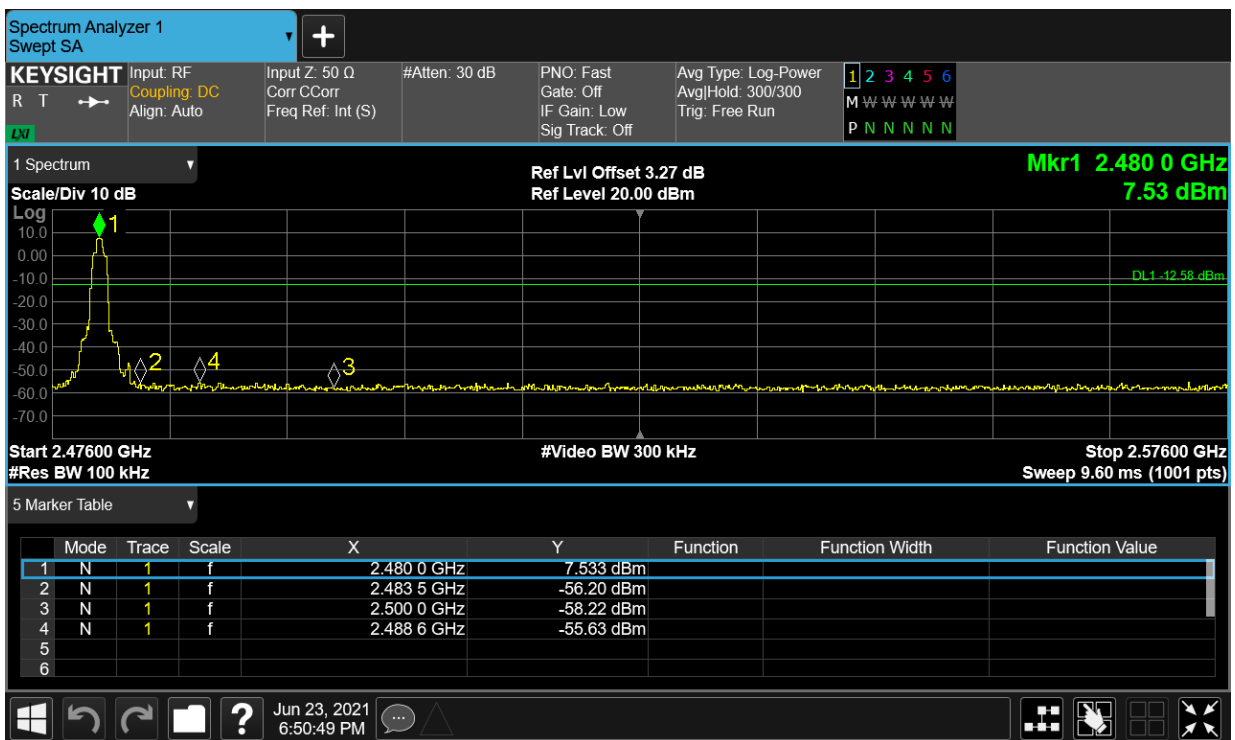 Spectrum Analyzer 1
Swept SA
+
KEYSIGHT
R T
LXI
Input: RF
Coupling: DC
Align: Auto
Input Z: 50 Ω
Corr CCorr
Freq Ref: Int (S)
#Atten: 30 dB
PNO: Fast
Gate: Off
IF Gain: Low
Sig Track: Off
Avg Type: Log-Power
Avg|Hold: 300/300
Trig: Free Run
1 2 3 4 5 6
M W W W W W
P N N N N N
1 Spectrum
Scale/Div 10 dB
Ref Lvl Offset 3.27 dB
Ref Level 20.00 dBm
Mkr1 2.480 0 GHz
7.53 dBm
Log
10.0
0.00
-10.0
-20.0
-30.0
-40.0
-50.0
-60.0
-70.0
1
2
4
3
DL1 -12.58 dBm
Start 2.47600 GHz
#Res BW 100 kHz
#Video BW 300 kHz
Stop 2.57600 GHz
Sweep 9.60 ms (1001 pts)
5 Marker Table
Mode Trace Scale X Y Function Function Width Function Value
1 N 1 f 2.480 0 GHz 7.533 dBm
2 N 1 f 2.483 5 GHz -56.20 dBm
3 N 1 f 2.500 0 GHz -58.22 dBm
4 N 1 f 2.488 6 GHz -55.63 dBm
5
6
?
Jun 23, 2021
6:50:49 PM